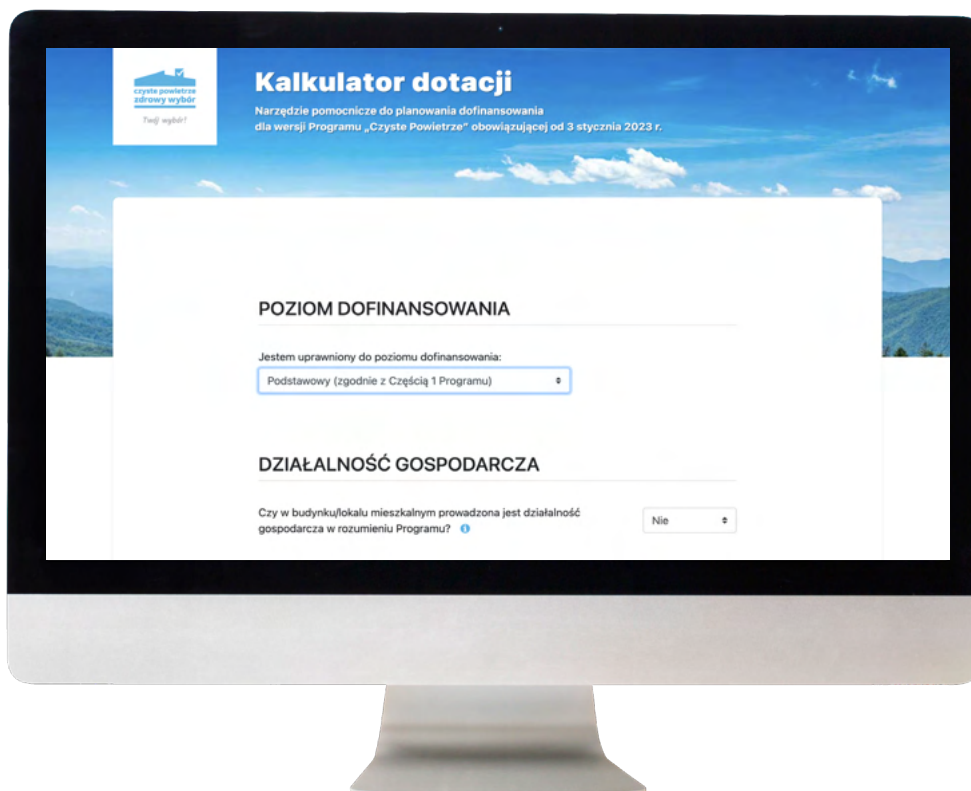 czyste powietrze
zdrowy wybór
Twój wybór!
Kalkulator dotacji
Narzędzie pomocnicze do planowania dofinansowania
dla wersji Programu „Czyste Powietrze” obowiązującej od 3 stycznia 2023 r.
POZIOM DOFINANSOWANIA
Jestem uprawniony do poziomu dofinansowania:
Podstawowy (zgodnie z Częścią 1 Programu)
DZIAŁALNOŚĆ GOSPODARCZA
Czy w budynku/lokalu mieszkalnym prowadzona jest działalność
gospodarcza w rozumieniu Programu?
Nie